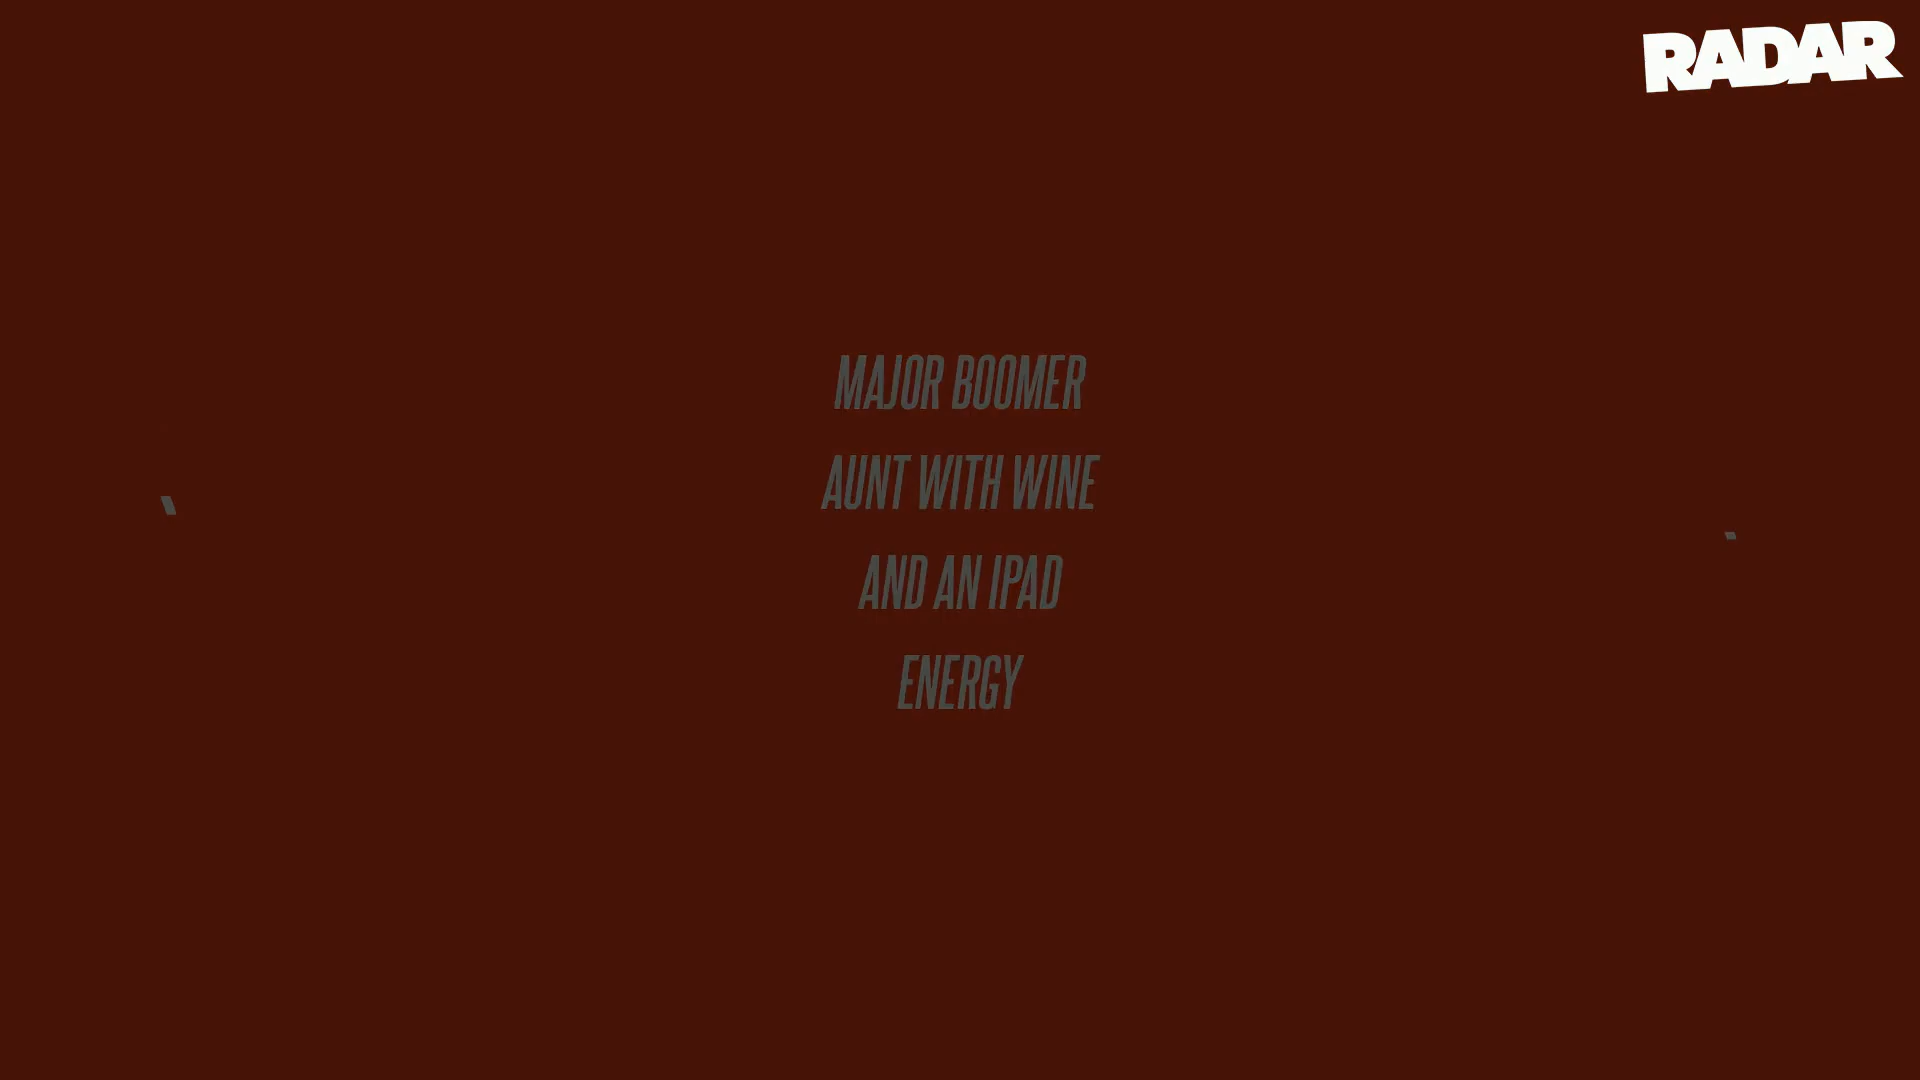 RADAR
MAJOR BOOMER
AUNT WITH WINE
AND AN IPAD
ENERGY